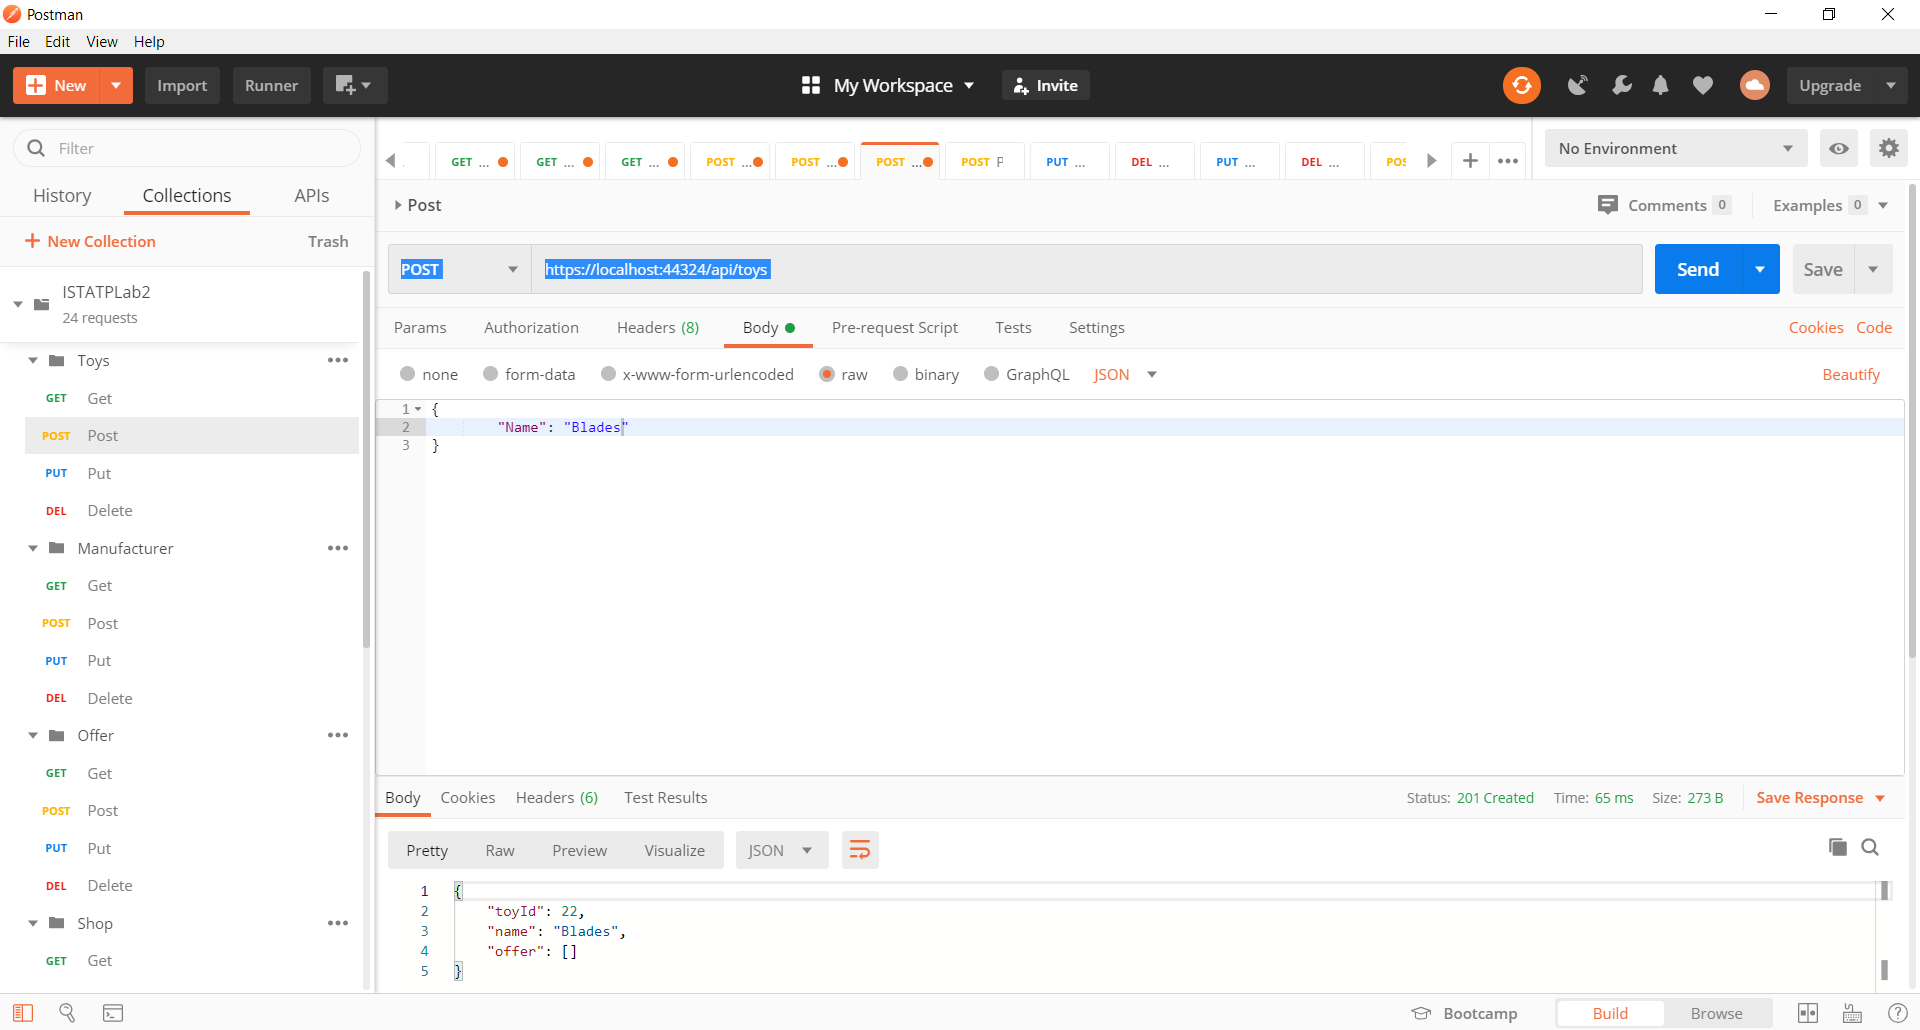 Postman
File Edit View Help
New Import Runner My Workspace Invite Upgrade
Filter
History Collections APIs
New Collection Trash
ISTATPLab2
24 requests
Toys
GET Get
POST Post
PUT Put
DEL Delete
Manufacturer
GET Get
POST Post
PUT Put
DEL Delete
Offer
GET Get
POST Post
PUT Put
DEL Delete
Shop
GET Get
GET ... GET ... GET ... POST ... POST ... POST ... POST P PUT ... DEL ... PUT ... DEL ... POS
No Environment
Post Comments 0 Examples 0
POST https://localhost:44324/api/toys Send Save
Params Authorization Headers (8) Body Pre-request Script Tests Settings Cookies Code
none form-data x-www-form-urlencoded raw binary GraphQL JSON Beautify
1 {
2 "Name": "Blades"
3 }
Body Cookies Headers (6) Test Results Status: 201 Created Time: 65 ms Size: 273 B Save Response
Pretty Raw Preview Visualize JSON
1 {
2 "toyId": 22,
3 "name": "Blades",
4 "offer": []
5 }
Bootcamp Build Browse